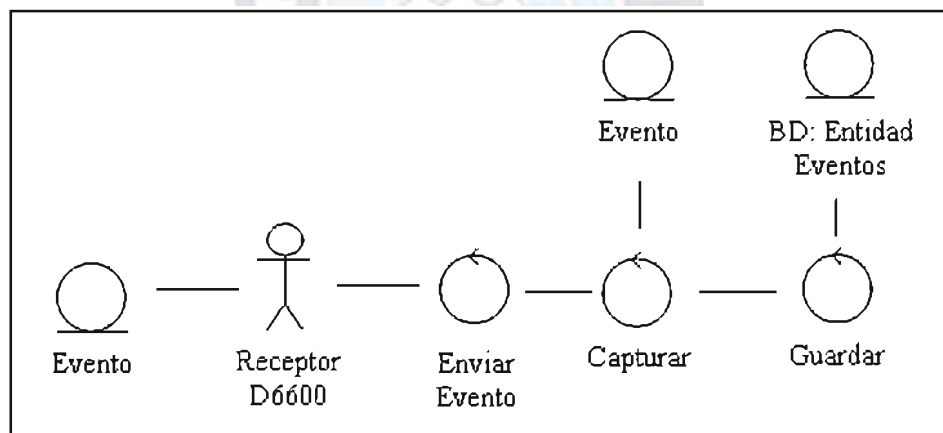 Evento
BD: Entidad
Eventos
Evento
Receptor
D6600
Enviar
Evento
Capturar
Guardar